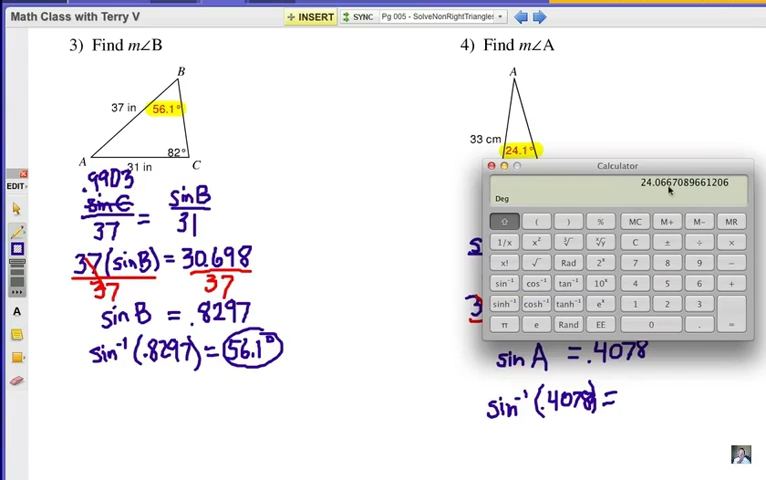 Math Class with Terry V
INSERT
SYNC
Pg 005 - SolveNonRightTriangles
3) Find m∠B
4) Find m∠A
B
37 in
56.1°
82°
A
31 in
C
A
33 cm
24.1°
EDIT
A
.9903
sin C / 37 = sin B / 31
37 (sin B) / 37 = 30.698 / 37
sin B = .8297
sin⁻¹ (.8297) = 56.1°
Calculator
24.0667089661206
Deg
( ) % MC M+ M- MR
1/x x² ³√ ˣ√y C ± ÷ ×
x! √ Rad 2ˣ 7 8 9 −
sin⁻¹ cos⁻¹ tan⁻¹ 10ˣ 4 5 6 +
sinh⁻¹ cosh⁻¹ tanh⁻¹ eˣ 1 2 3 =
π e Rand EE 0 .
s
3
sin A = .4078
sin⁻¹ (.4078) =